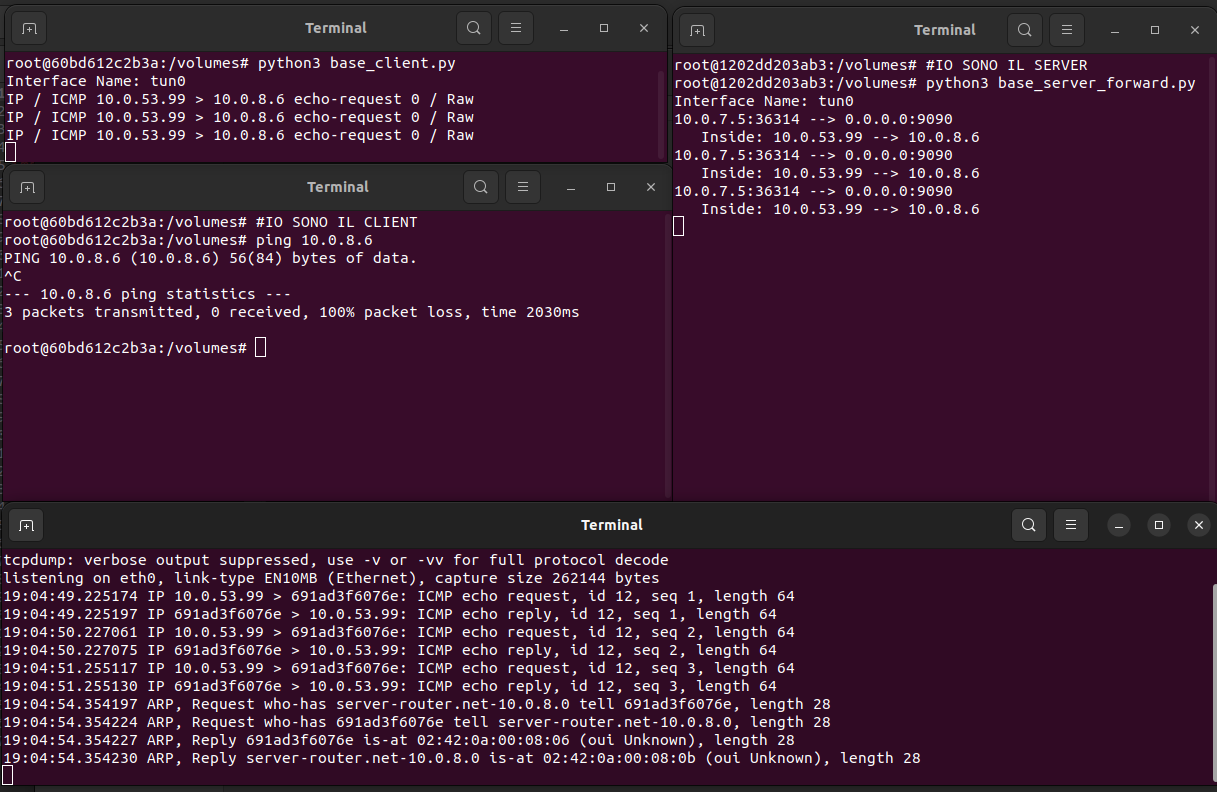 Terminal
root@60bd612c2b3a:/volumes# python3 base_client.py
Interface Name: tun0
IP / ICMP 10.0.53.99 > 10.0.8.6 echo-request 0 / Raw
IP / ICMP 10.0.53.99 > 10.0.8.6 echo-request 0 / Raw
IP / ICMP 10.0.53.99 > 10.0.8.6 echo-request 0 / Raw
Terminal
root@60bd612c2b3a:/volumes# #IO SONO IL CLIENT
root@60bd612c2b3a:/volumes# ping 10.0.8.6
PING 10.0.8.6 (10.0.8.6) 56(84) bytes of data.
^C
--- 10.0.8.6 ping statistics ---
3 packets transmitted, 0 received, 100% packet loss, time 2030ms
root@60bd612c2b3a:/volumes#
Terminal
root@1202dd203ab3:/volumes# #IO SONO IL SERVER
root@1202dd203ab3:/volumes# python3 base_server_forward.py
Interface Name: tun0
10.0.7.5:36314 --> 0.0.0.0:9090
   Inside: 10.0.53.99 --> 10.0.8.6
10.0.7.5:36314 --> 0.0.0.0:9090
   Inside: 10.0.53.99 --> 10.0.8.6
10.0.7.5:36314 --> 0.0.0.0:9090
   Inside: 10.0.53.99 --> 10.0.8.6
Terminal
tcpdump: verbose output suppressed, use -v or -vv for full protocol decode
listening on eth0, link-type EN10MB (Ethernet), capture size 262144 bytes
19:04:49.225174 IP 10.0.53.99 > 691ad3f6076e: ICMP echo request, id 12, seq 1, length 64
19:04:49.225197 IP 691ad3f6076e > 10.0.53.99: ICMP echo reply, id 12, seq 1, length 64
19:04:50.227061 IP 10.0.53.99 > 691ad3f6076e: ICMP echo request, id 12, seq 2, length 64
19:04:50.227075 IP 691ad3f6076e > 10.0.53.99: ICMP echo reply, id 12, seq 2, length 64
19:04:51.255117 IP 10.0.53.99 > 691ad3f6076e: ICMP echo request, id 12, seq 3, length 64
19:04:51.255130 IP 691ad3f6076e > 10.0.53.99: ICMP echo reply, id 12, seq 3, length 64
19:04:54.354197 ARP, Request who-has server-router.net-10.0.8.0 tell 691ad3f6076e, length 28
19:04:54.354224 ARP, Request who-has 691ad3f6076e tell server-router.net-10.0.8.0, length 28
19:04:54.354227 ARP, Reply 691ad3f6076e is-at 02:42:0a:00:08:06 (oui Unknown), length 28
19:04:54.354230 ARP, Reply server-router.net-10.0.8.0 is-at 02:42:0a:00:08:0b (oui Unknown), length 28